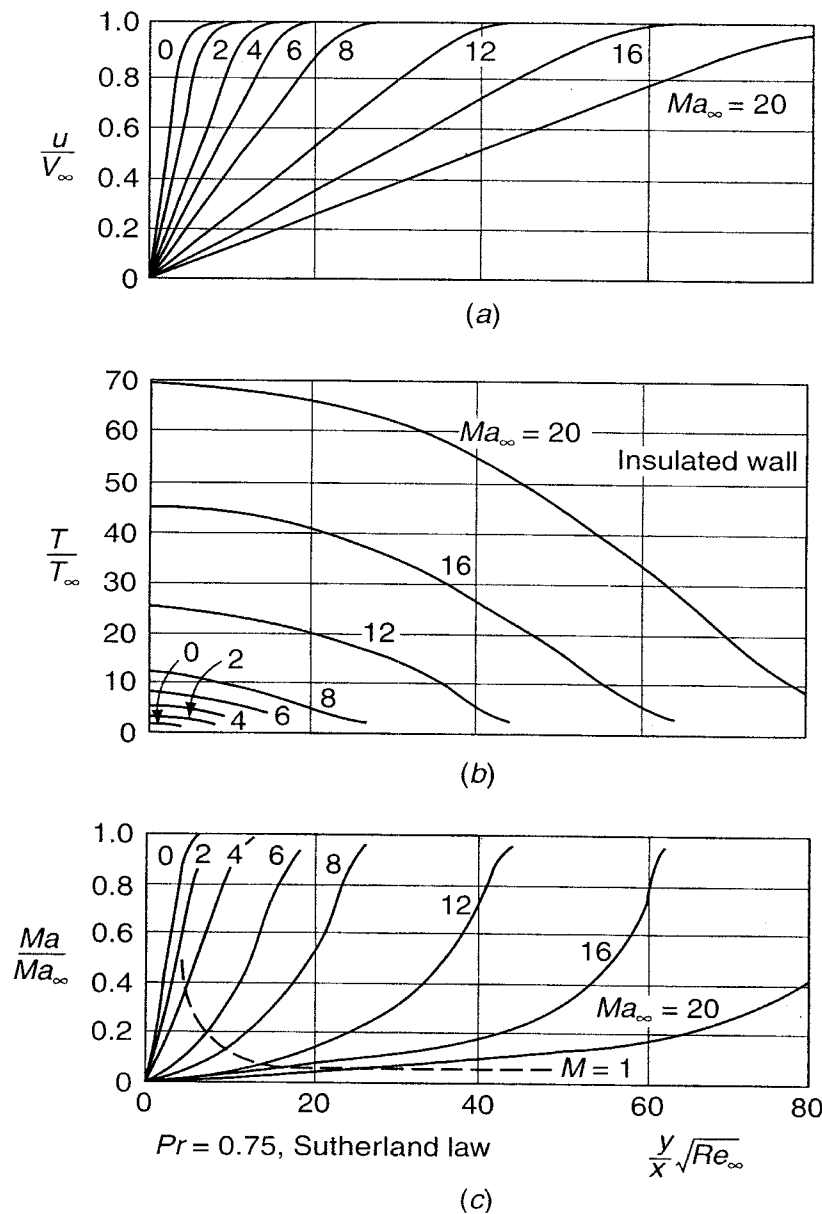 1.0
0 2 4 6 8 12 16
0.8
Ma∞ = 20
u/V∞
0.6
0.4
0.2
0
(a)
70
60
Ma∞ = 20
Insulated wall
50
T/T∞
40
16
30
12
20
0 2
10
8
6
4
0
(b)
1.0
0 2 4 6 8
0.8
12
Ma/Ma∞
0.6
16
0.4
Ma∞ = 20
0.2
M = 1
0
0 20 40 60 80
Pr = 0.75, Sutherland law
y/x √Re∞
(c)